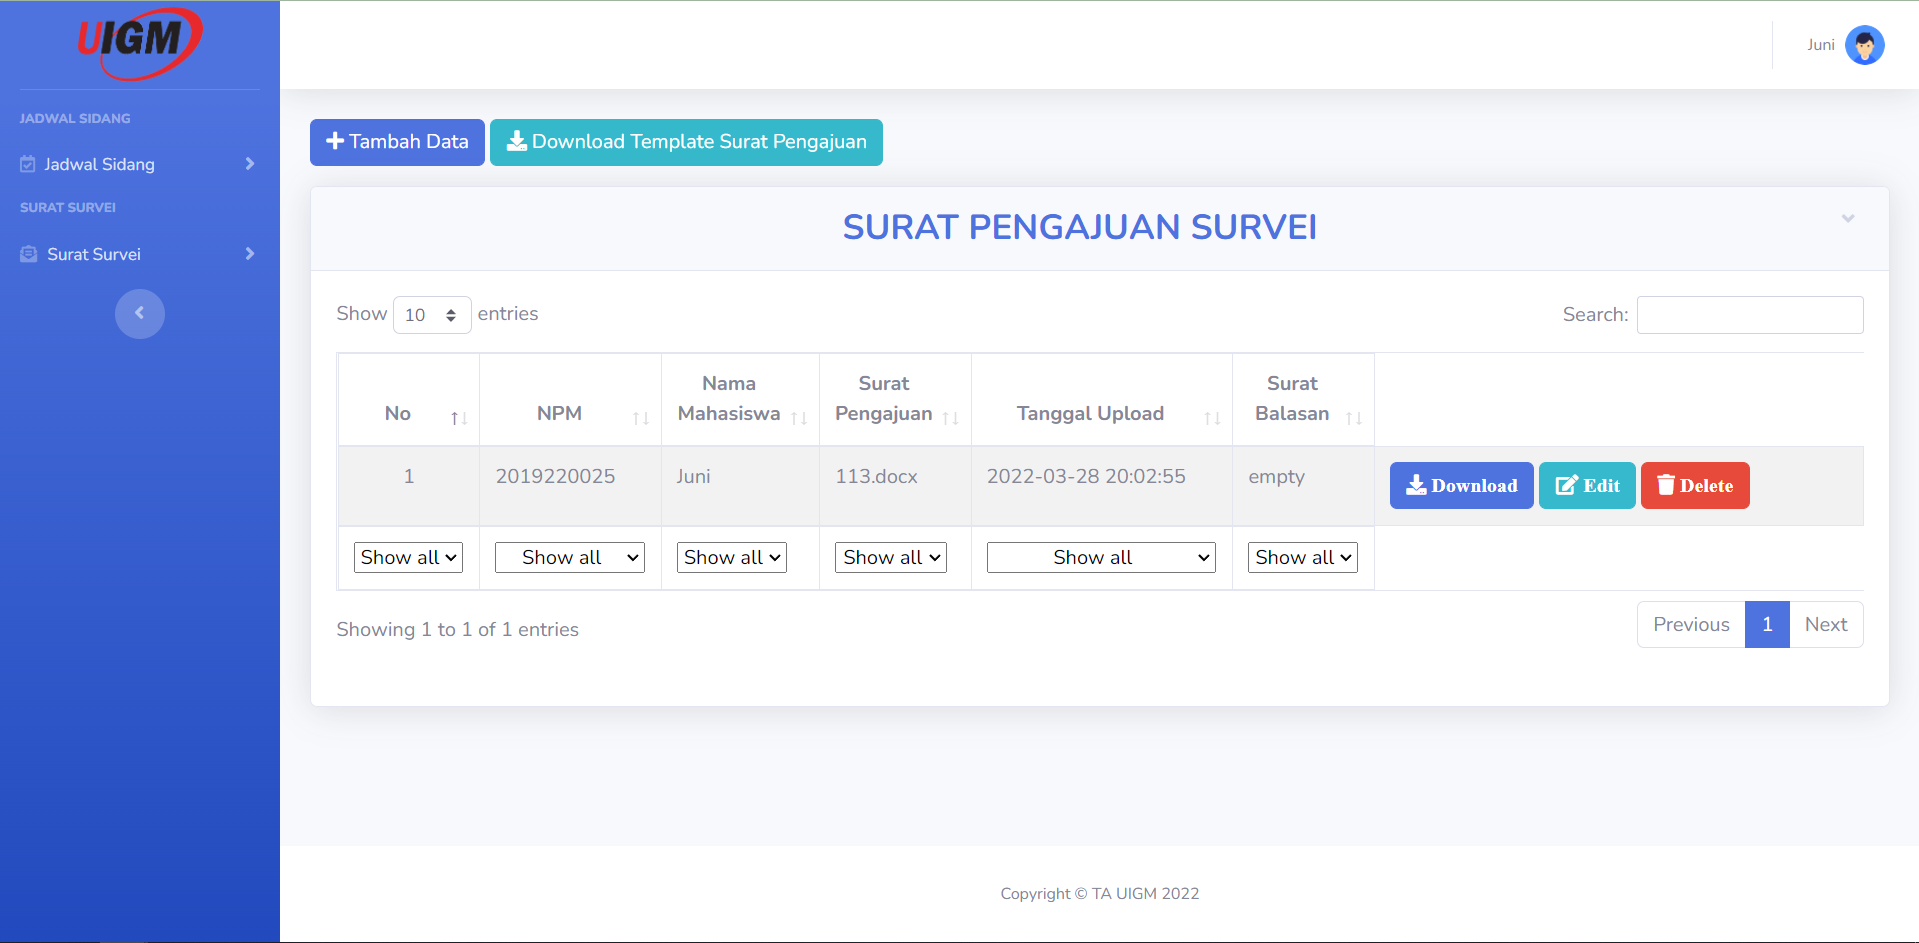 UIGM
Juni
JADWAL SIDANG
Jadwal Sidang
SURAT SURVEI
Surat Survei
Tambah Data
Download Template Surat Pengajuan
SURAT PENGAJUAN SURVEI
Show 10 entries
Search:
No
NPM
Nama Mahasiswa
Surat Pengajuan
Tanggal Upload
Surat Balasan
1
2019220025
Juni
113.docx
2022-03-28 20:02:55
empty
Download
Edit
Delete
Show all
Show all
Show all
Show all
Show all
Show all
Showing 1 to 1 of 1 entries
Previous
1
Next
Copyright © TA UIGM 2022